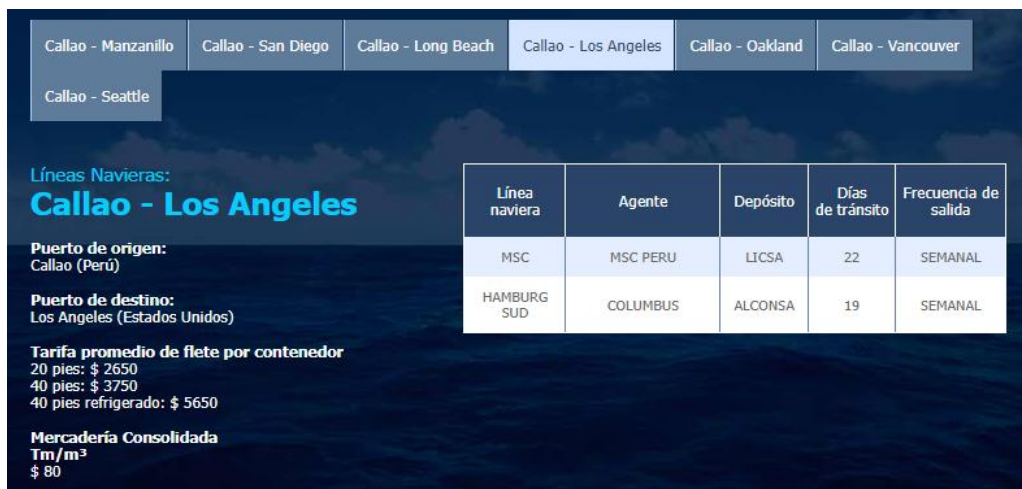 Callao - Manzanillo Callao - San Diego Callao - Long Beach Callao - Los Angeles Callao - Oakland Callao - Vancouver
Callao - Seattle
Líneas Navieras:
Callao - Los Angeles
Puerto de origen:
Callao (Perú)
Puerto de destino:
Los Angeles (Estados Unidos)
Tarifa promedio de flete por contenedor
20 pies: $ 2650
40 pies: $ 3750
40 pies refrigerado: $ 5650
Mercadería Consolidada
Tm/m³
$ 80
Línea naviera Agente Depósito Días de tránsito Frecuencia de salida
MSC MSC PERU LICSA 22 SEMANAL
HAMBURG SUD COLUMBUS ALCONSA 19 SEMANAL